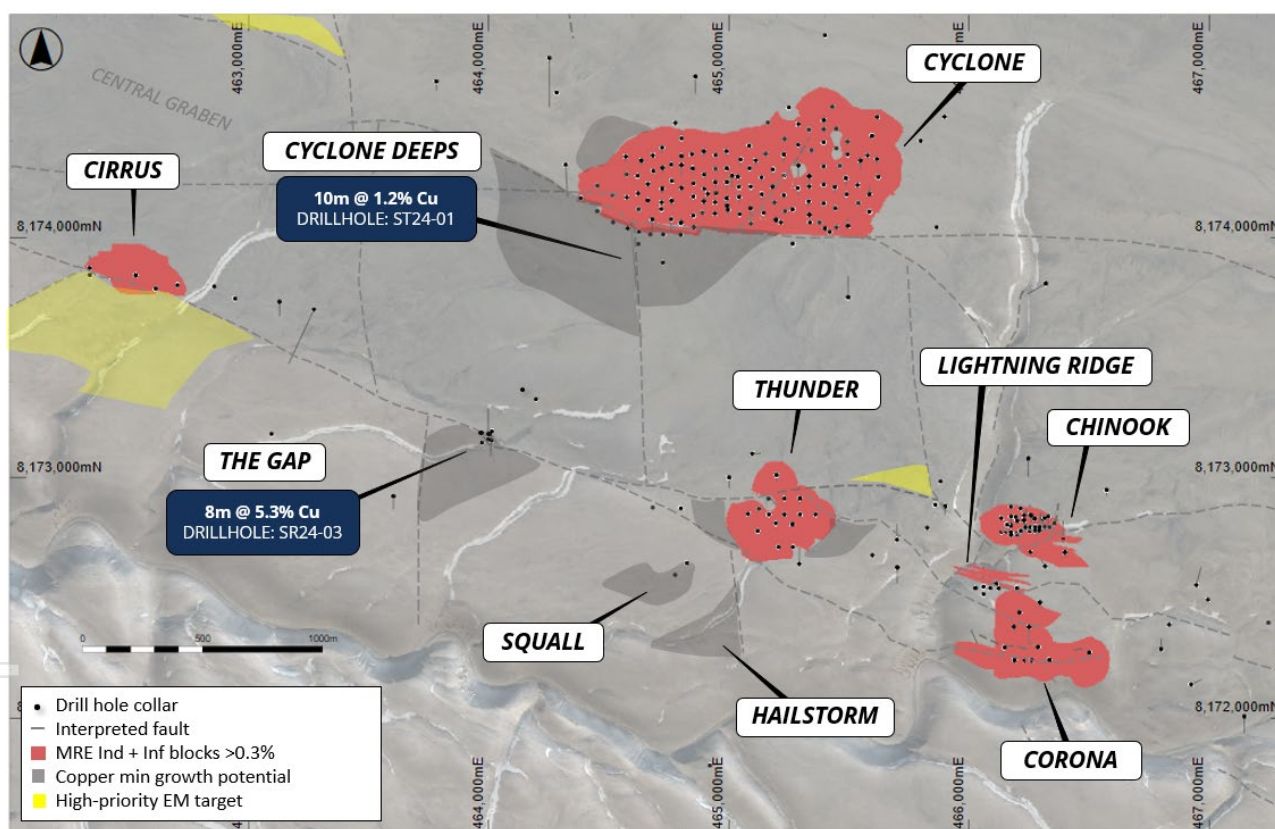 463,000mE
464,000mE
465,000mE
mE
467,000mE
CENTRAL GRABEN
CYCLONE
CYCLONE DEEPS
10m @ 1.2% Cu
DRILLHOLE: ST24-01
CIRRUS
8,174,000mN
8,174,000mN
LIGHTNING RIDGE
THUNDER
CHINOOK
THE GAP
8m @ 5.3% Cu
DRILLHOLE: SR24-03
8,173,000mN
8,173,000mN
SQUALL
HAILSTORM
CORONA
8,172,000mN
0 500 1000m
Drill hole collar
Interpreted fault
MRE Ind + Inf blocks >0.3%
Copper min growth potential
High-priority EM target
464,000mE
465,000mE
466,000mE
467,000mE